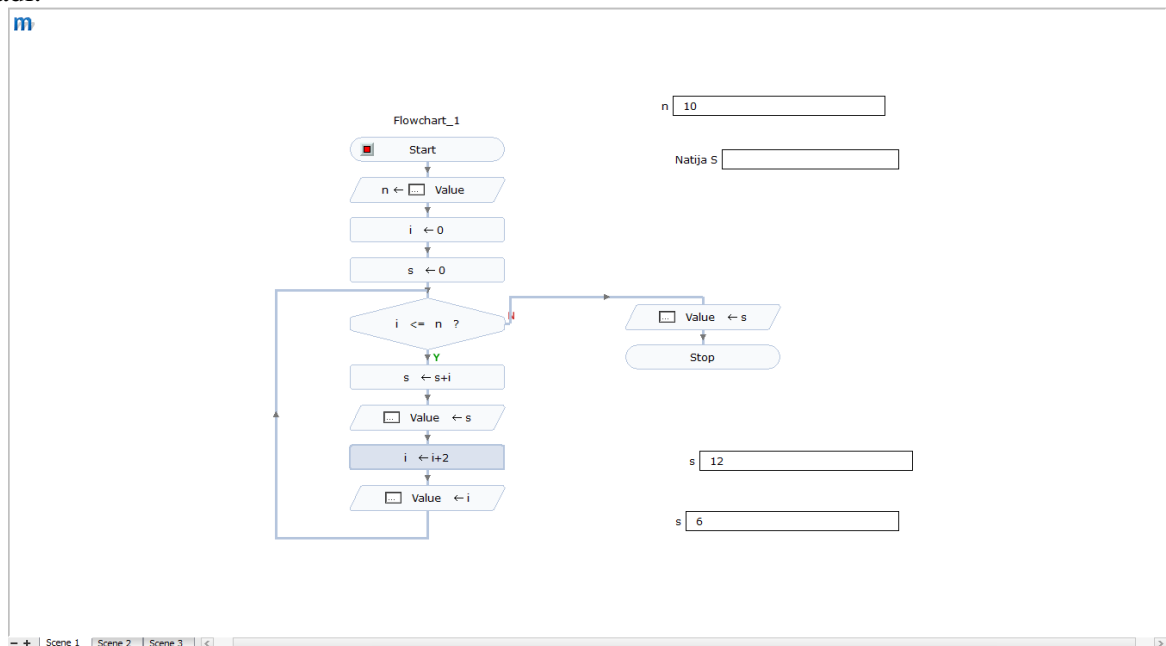 m
Flowchart_1
Start
n ← ... Value
i ← 0
s ← 0
i <= n ?
N
Y
s ← s+i
... Value ← s
i ← i+2
... Value ← i
... Value ← s
Stop
n 10
Natija S
s 12
s 6
− + Scene 1 Scene 2 Scene 3 < >